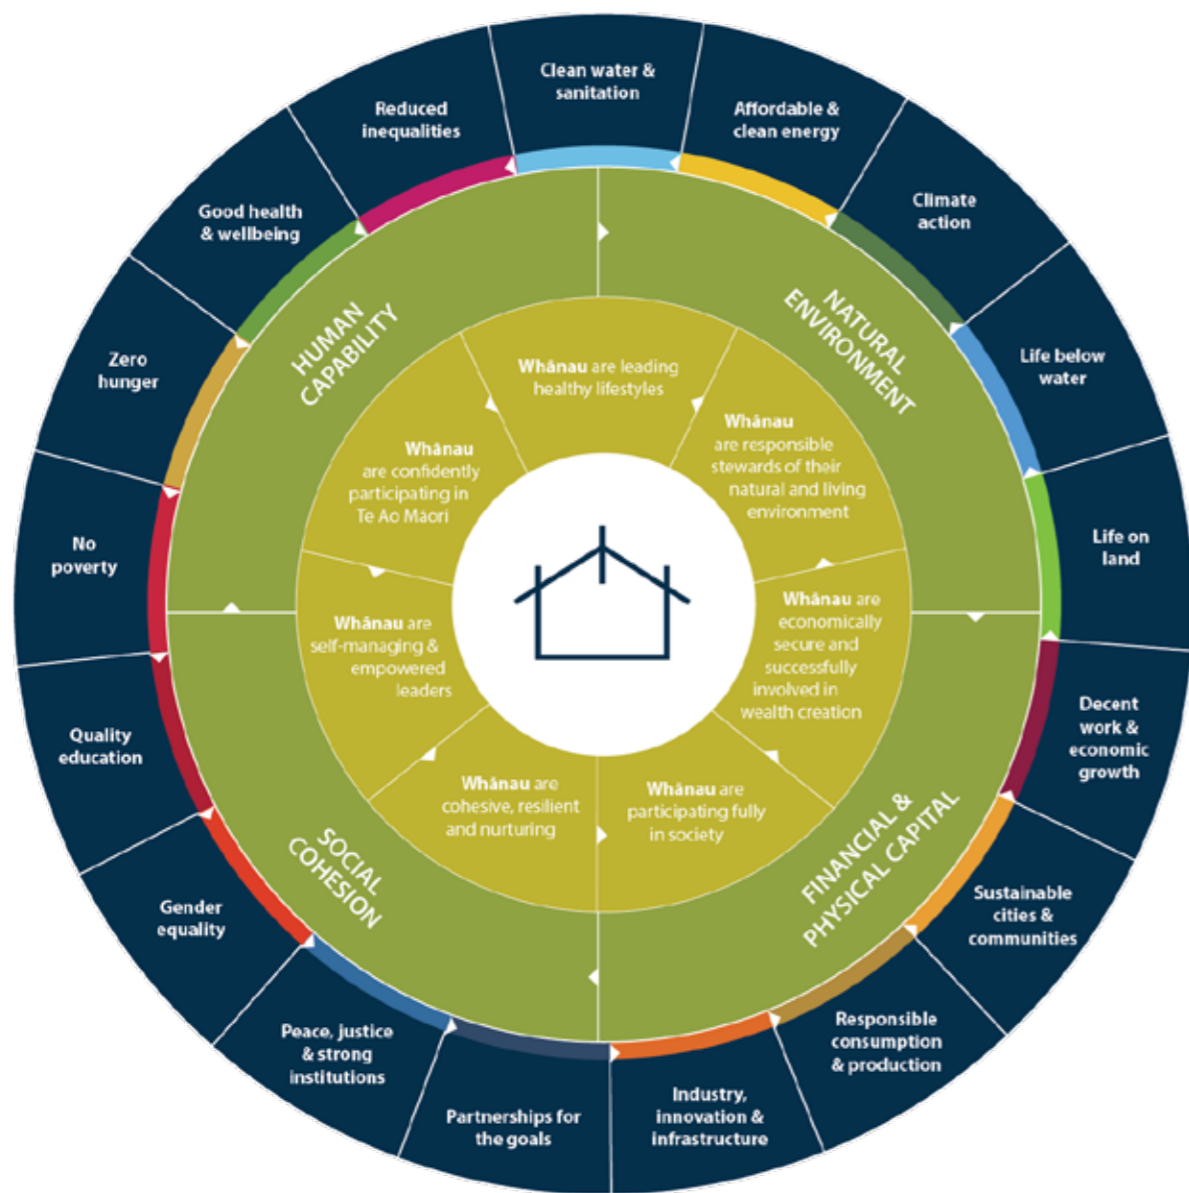 Clean water &
sanitation
Affordable &
clean energy
Climate
action
Life below
water
Life on
land
Decent
work &
economic
growth
Sustainable
cities &
communities
Responsible
consumption
& production
Industry,
innovation &
infrastructure
Partnerships for
the goals
Peace, justice
& strong
institutions
Gender
equality
Quality
education
No
poverty
Zero
hunger
Good health
& wellbeing
Reduced
inequalities
HUMAN
CAPABILITY
NATURAL
ENVIRONMENT
FINANCIAL &
PHYSICAL CAPITAL
SOCIAL
COHESION
Whānau are leading
healthy lifestyles
Whānau
are responsible
stewards of their
natural and living
environment
Whānau are
economically
secure and
successfully
involved in
wealth creation
Whānau are
participating fully
in society
Whānau are
cohesive, resilient
and nurturing
Whānau are
self-managing &
empowered
leaders
Whānau
are confidently
participating in
Te Ao Māori